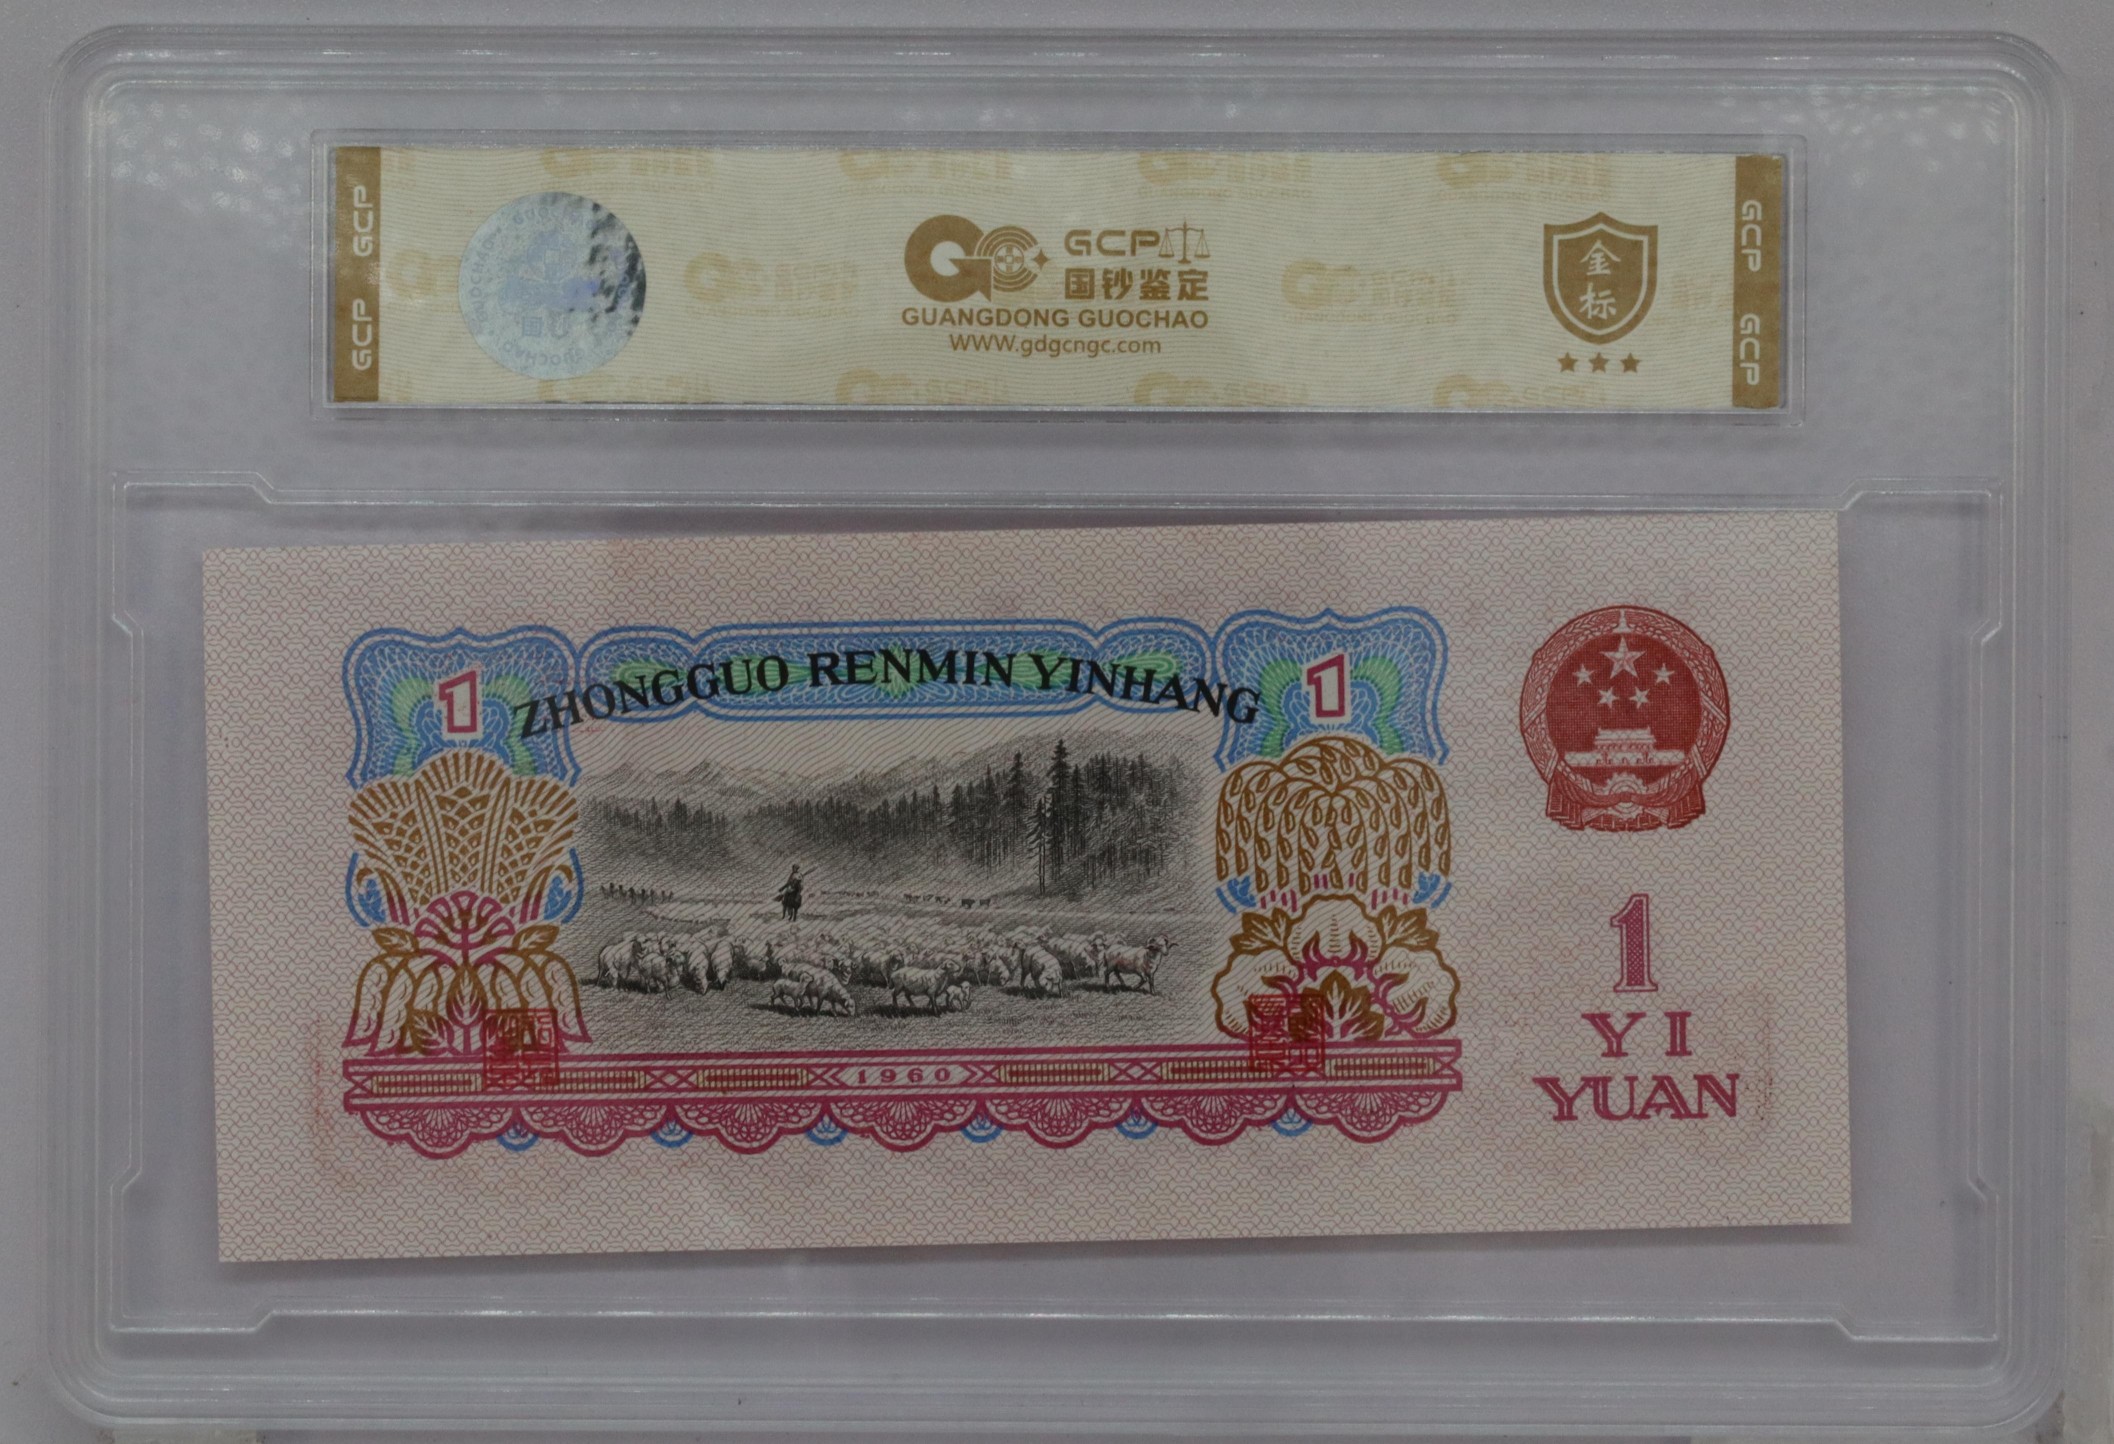 GCP GCP
GCP
国钞鉴定
GUANGDONG GUOCHAO
WWW.gdgcngc.com
金标
GCP GCP
ZHONGGUO RENMIN YINHANG
1
1
1960
1
YI
YUAN